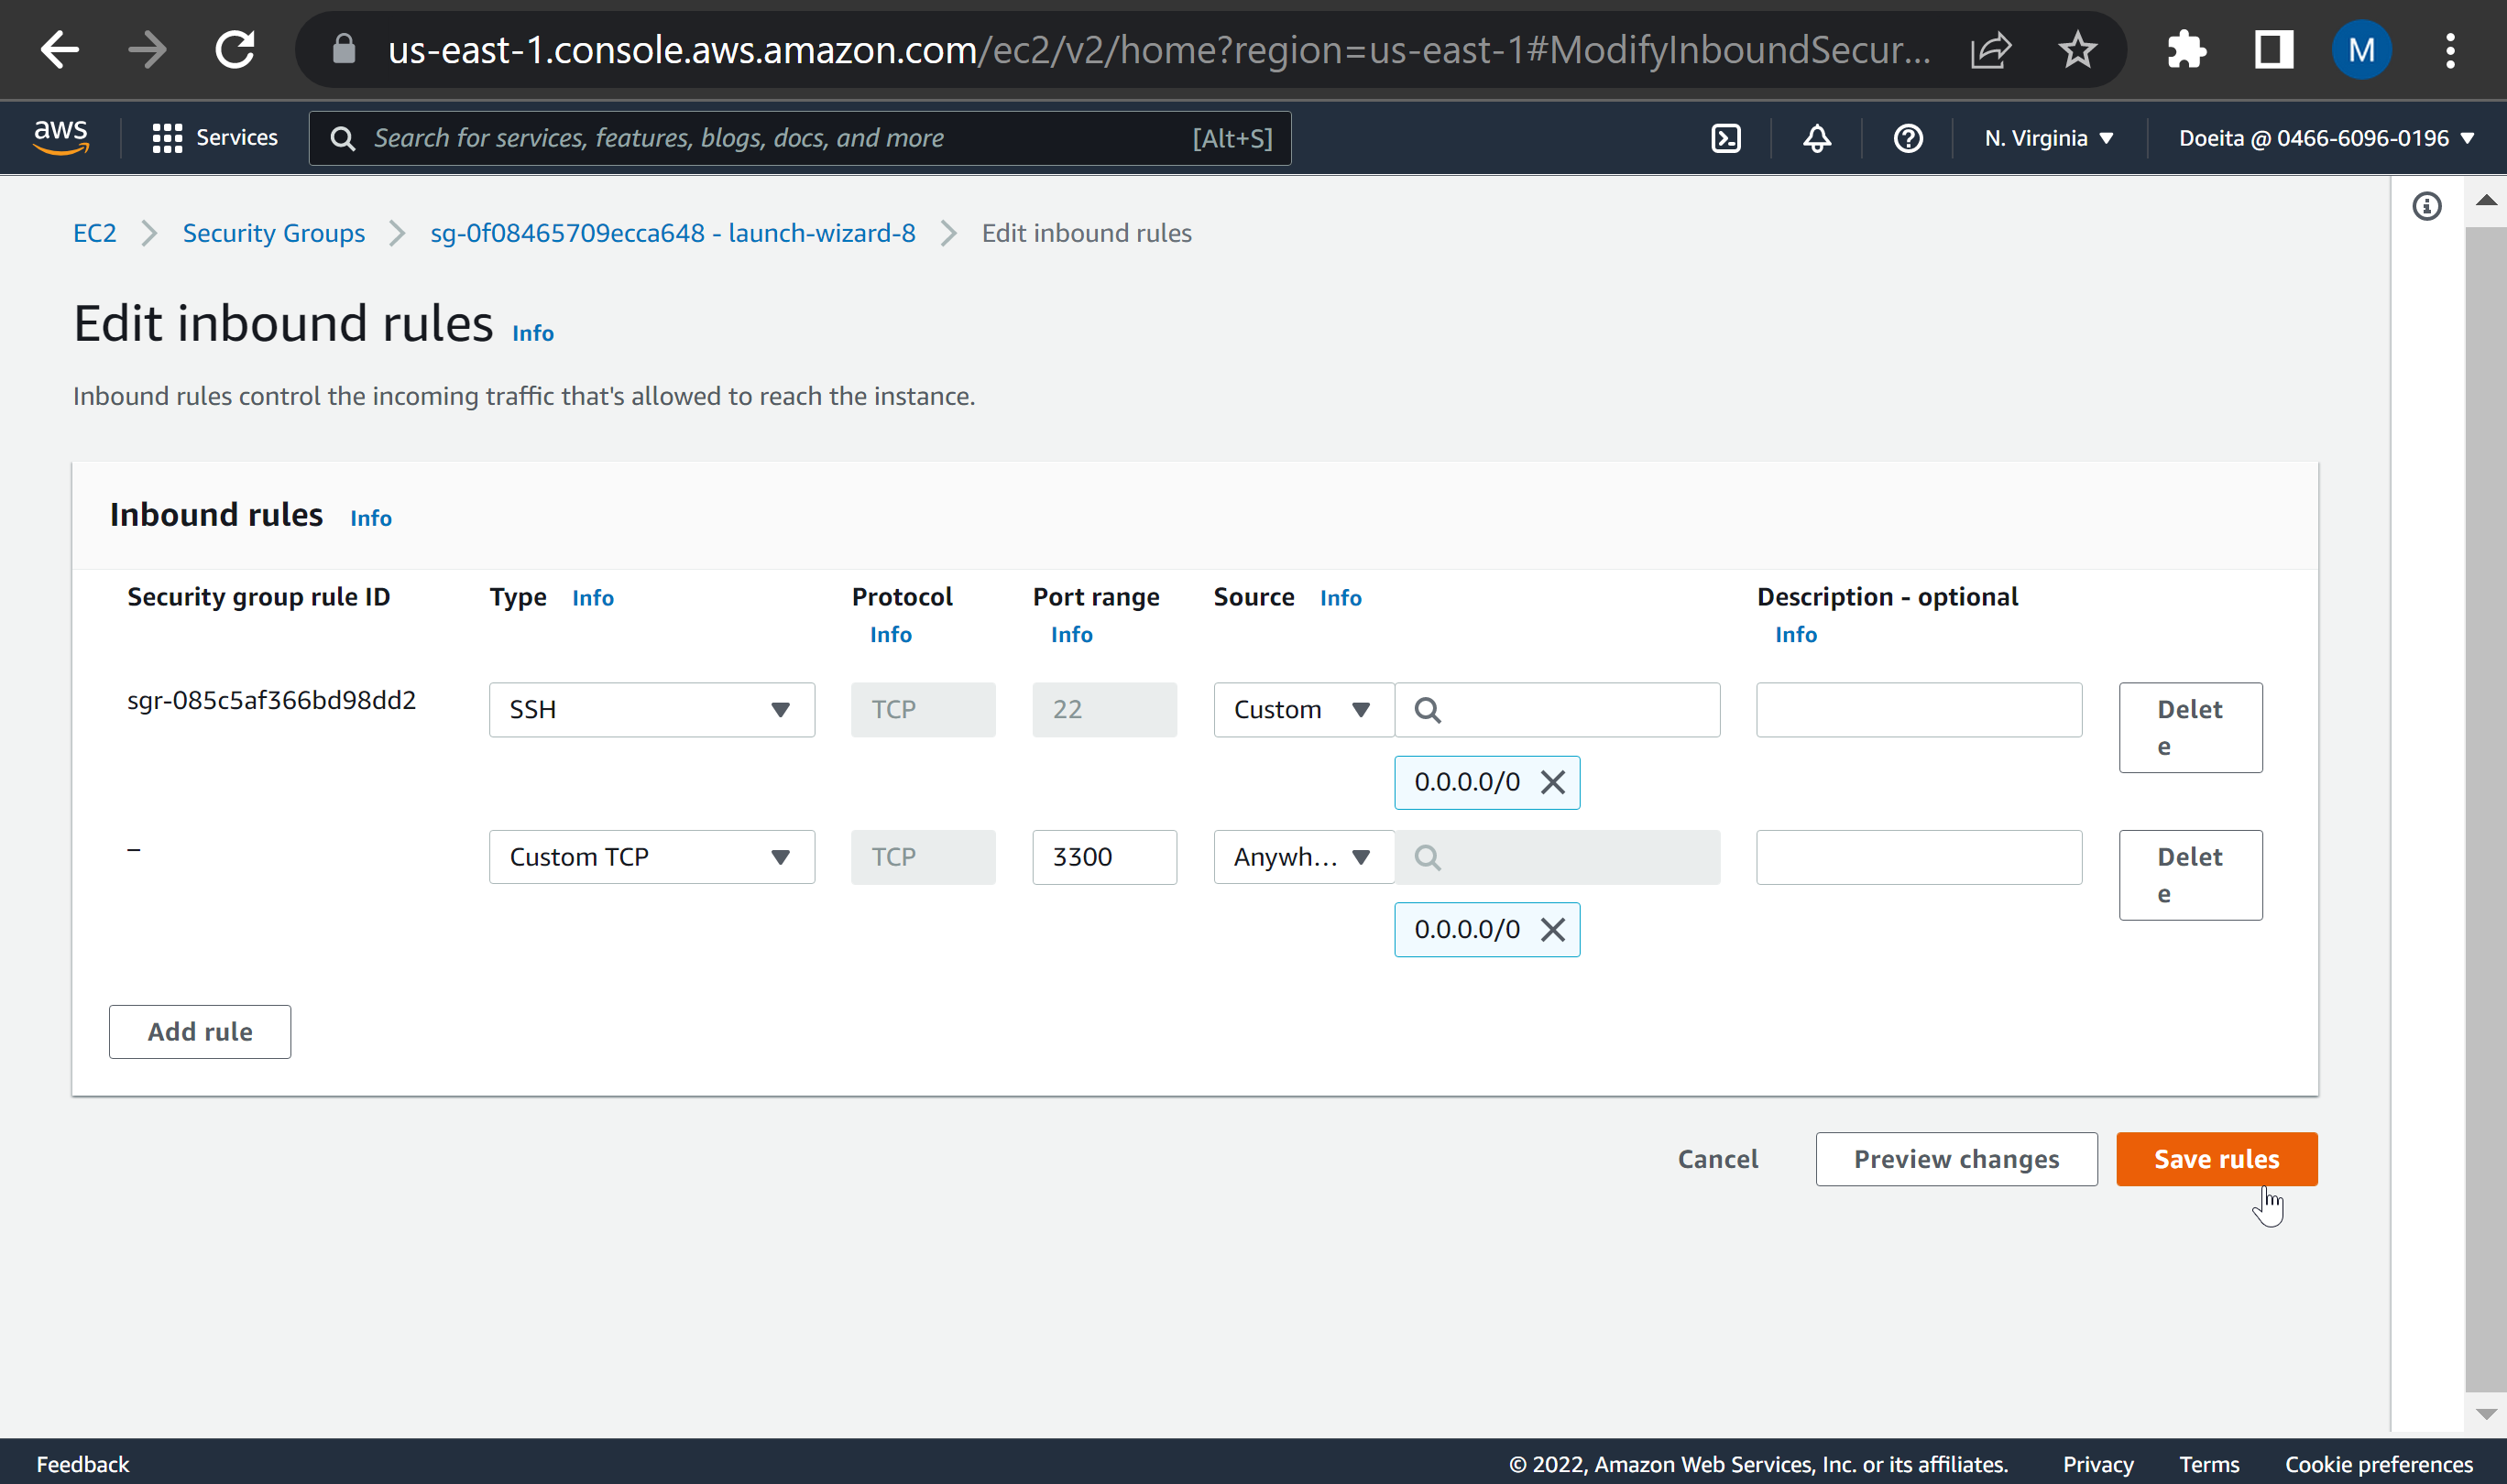 us-east-1.console.aws.amazon.com/ec2/v2/home?region=us-east-1#ModifyInboundSecur...
M
aws
Services
Search for services, features, blogs, docs, and more
[Alt+S]
N. Virginia
Doeita @ 0466-6096-0196
EC2
Security Groups
sg-0f08465709ecca648 - launch-wizard-8
Edit inbound rules
Edit inbound rules Info
Inbound rules control the incoming traffic that's allowed to reach the instance.
Inbound rules Info
Security group rule ID
Type Info
Protocol
Info
Port range
Info
Source Info
Description - optional
Info
sgr-085c5af366bd98dd2
SSH
TCP
22
Custom
0.0.0.0/0
Delet
e
–
Custom TCP
TCP
3300
Anywh...
0.0.0.0/0
Delet
e
Add rule
Cancel
Preview changes
Save rules
Feedback
© 2022, Amazon Web Services, Inc. or its affiliates.
Privacy
Terms
Cookie preferences